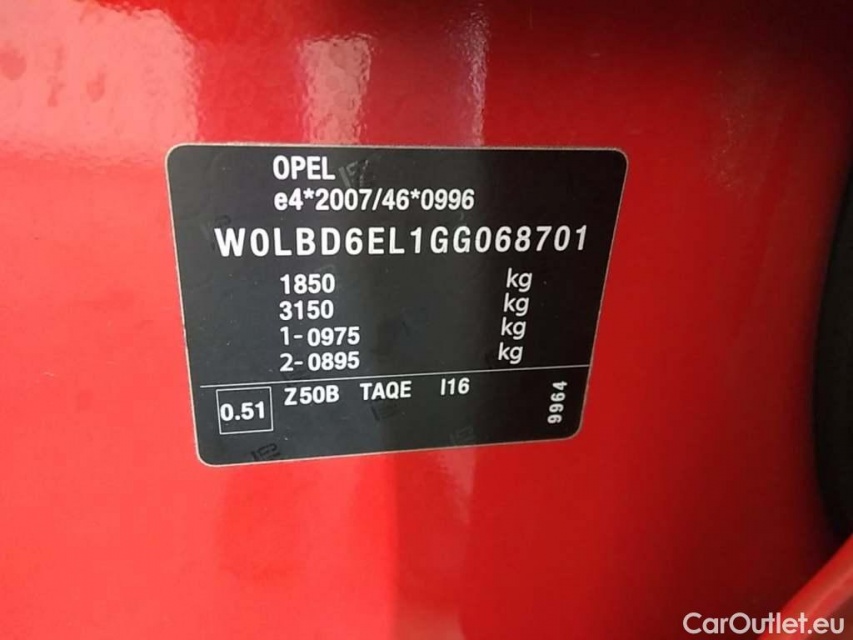 OPEL
e4*2007/46*0996
W0LBD6EL1GG068701
1850 kg
3150 kg
1-0975 kg
2-0895 kg
0.51 Z50B TAQE I16
9964
CarOutlet.eu